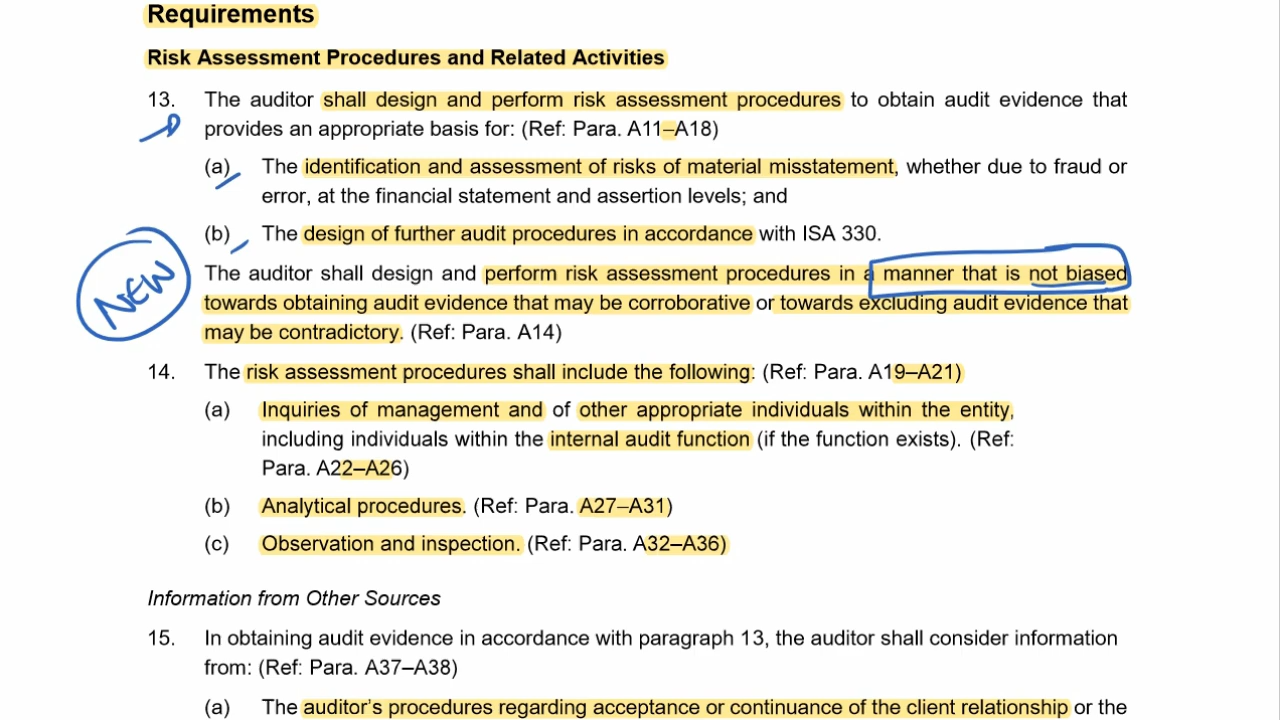 Requirements
Risk Assessment Procedures and Related Activities
13. The auditor shall design and perform risk assessment procedures to obtain audit evidence that
provides an appropriate basis for: (Ref: Para. A11–A18)
(a) The identification and assessment of risks of material misstatement, whether due to fraud or
error, at the financial statement and assertion levels; and
(b) The design of further audit procedures in accordance with ISA 330.
NEW
The auditor shall design and perform risk assessment procedures in a manner that is not biased
towards obtaining audit evidence that may be corroborative or towards excluding audit evidence that
may be contradictory. (Ref: Para. A14)
14. The risk assessment procedures shall include the following: (Ref: Para. A19–A21)
(a) Inquiries of management and of other appropriate individuals within the entity,
including individuals within the internal audit function (if the function exists). (Ref:
Para. A22–A26)
(b) Analytical procedures. (Ref: Para. A27–A31)
(c) Observation and inspection. (Ref: Para. A32–A36)
Information from Other Sources
15. In obtaining audit evidence in accordance with paragraph 13, the auditor shall consider information
from: (Ref: Para. A37–A38)
(a) The auditor's procedures regarding acceptance or continuance of the client relationship or the